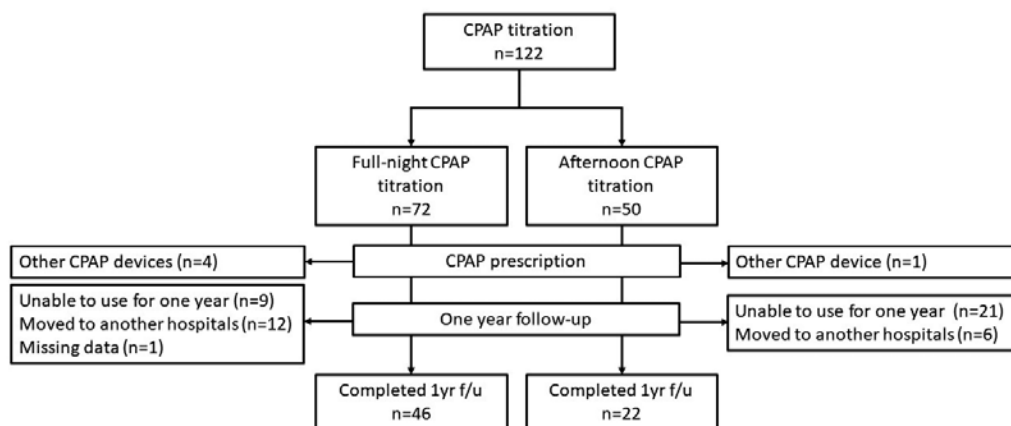 CPAP titration
n=122
Full-night CPAP
titration
n=72
Afternoon CPAP
titration
n=50
Other CPAP devices (n=4)
CPAP prescription
Other CPAP device (n=1)
Unable to use for one year (n=9)
Moved to another hospitals (n=12)
Missing data (n=1)
One year follow-up
Unable to use for one year (n=21)
Moved to another hospitals (n=6)
Completed 1yr f/u
n=46
Completed 1yr f/u
n=22